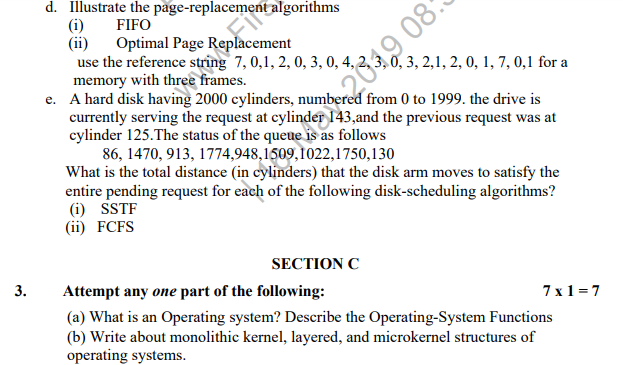 d. Illustrate the page-replacement algorithms
(i) FIFO
(ii) Optimal Page Replacement
use the reference string 7, 0,1, 2, 0, 3, 0, 4, 2, 3, 0, 3, 2,1, 2, 0, 1, 7, 0,1 for a
memory with three frames.
e. A hard disk having 2000 cylinders, numbered from 0 to 1999. the drive is
currently serving the request at cylinder 143,and the previous request was at
cylinder 125.The status of the queue is as follows
86, 1470, 913, 1774,948,1509,1022,1750,130
What is the total distance (in cylinders) that the disk arm moves to satisfy the
entire pending request for each of the following disk-scheduling algorithms?
(i) SSTF
(ii) FCFS
SECTION C
3. Attempt any one part of the following: 7 x 1 = 7
(a) What is an Operating system? Describe the Operating-System Functions
(b) Write about monolithic kernel, layered, and microkernel structures of
operating systems.